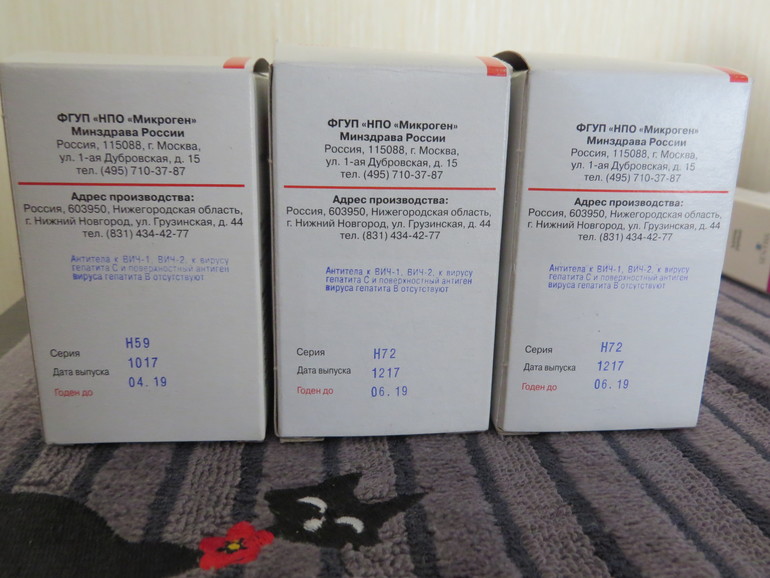 ФГУП «НПО «Микроген»
Минздрава России
Россия, 115088, г. Москва,
ул. 1-ая Дубровская, д. 15
тел. (495) 710-37-87
Адрес производства:
Россия, 603950, Нижегородская область,
г. Нижний Новгород, ул. Грузинская, д. 44
тел. (831) 434-42-77
Антитела к ВИЧ-1, ВИЧ-2, к вирусу
гепатита С и поверхностный антиген
вируса гепатита В отсутствуют
Серия Н59
Дата выпуска 1017
Годен до 04.19
ФГУП «НПО «Микроген»
Минздрава России
Россия, 115088, г. Москва,
ул. 1-ая Дубровская, д. 15
тел. (495) 710-37-87
Адрес производства:
Россия, 603950, Нижегородская область,
г. Нижний Новгород, ул. Грузинская, д. 44
тел. (831) 434-42-77
Антитела к ВИЧ-1, ВИЧ-2, к вирусу
гепатита С и поверхностный антиген
вируса гепатита В отсутствуют
Серия Н72
Дата выпуска 1217
Годен до 06.19
ФГУП «НПО «Микроген»
Минздрава России
Россия, 115088, г. Москва,
ул. 1-ая Дубровская, д. 15
тел. (495) 710-37-87
Адрес производства:
Россия, 603950, Нижегородская область,
г. Нижний Новгород, ул. Грузинская, д. 44
тел. (831) 434-42-77
Антитела к ВИЧ-1, ВИЧ-2, к вирусу
гепатита С и поверхностный антиген
вируса гепатита В отсутствуют
Серия Н72
Дата выпуска 1217
Годен до 06.19